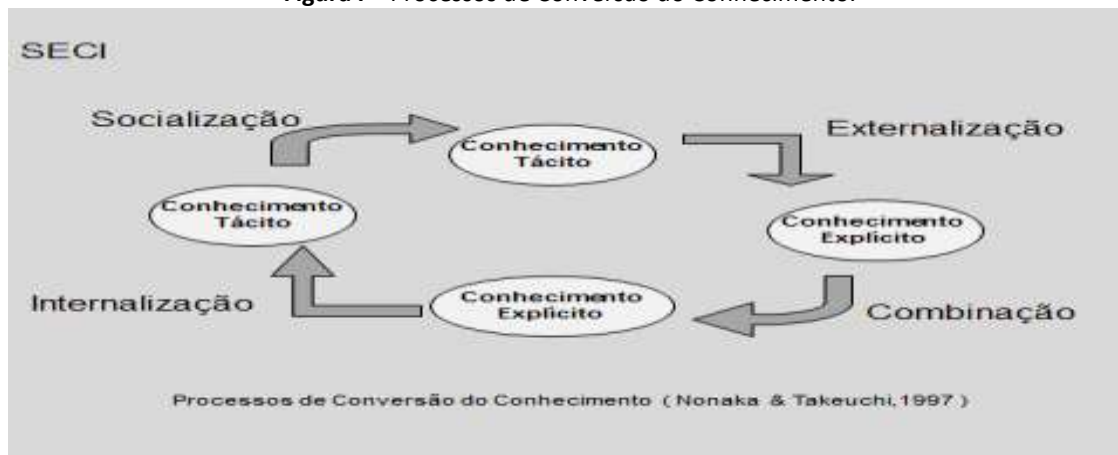 SECI
Socialização
Externalização
Conhecimento
Tácito
Conhecimento
Tácito
Conhecimento
Explícito
Internalização
Conhecimento
Explícito
Combinação
Processos de Conversão do Conhecimento ( Nonaka & Takeuchi,1997 )